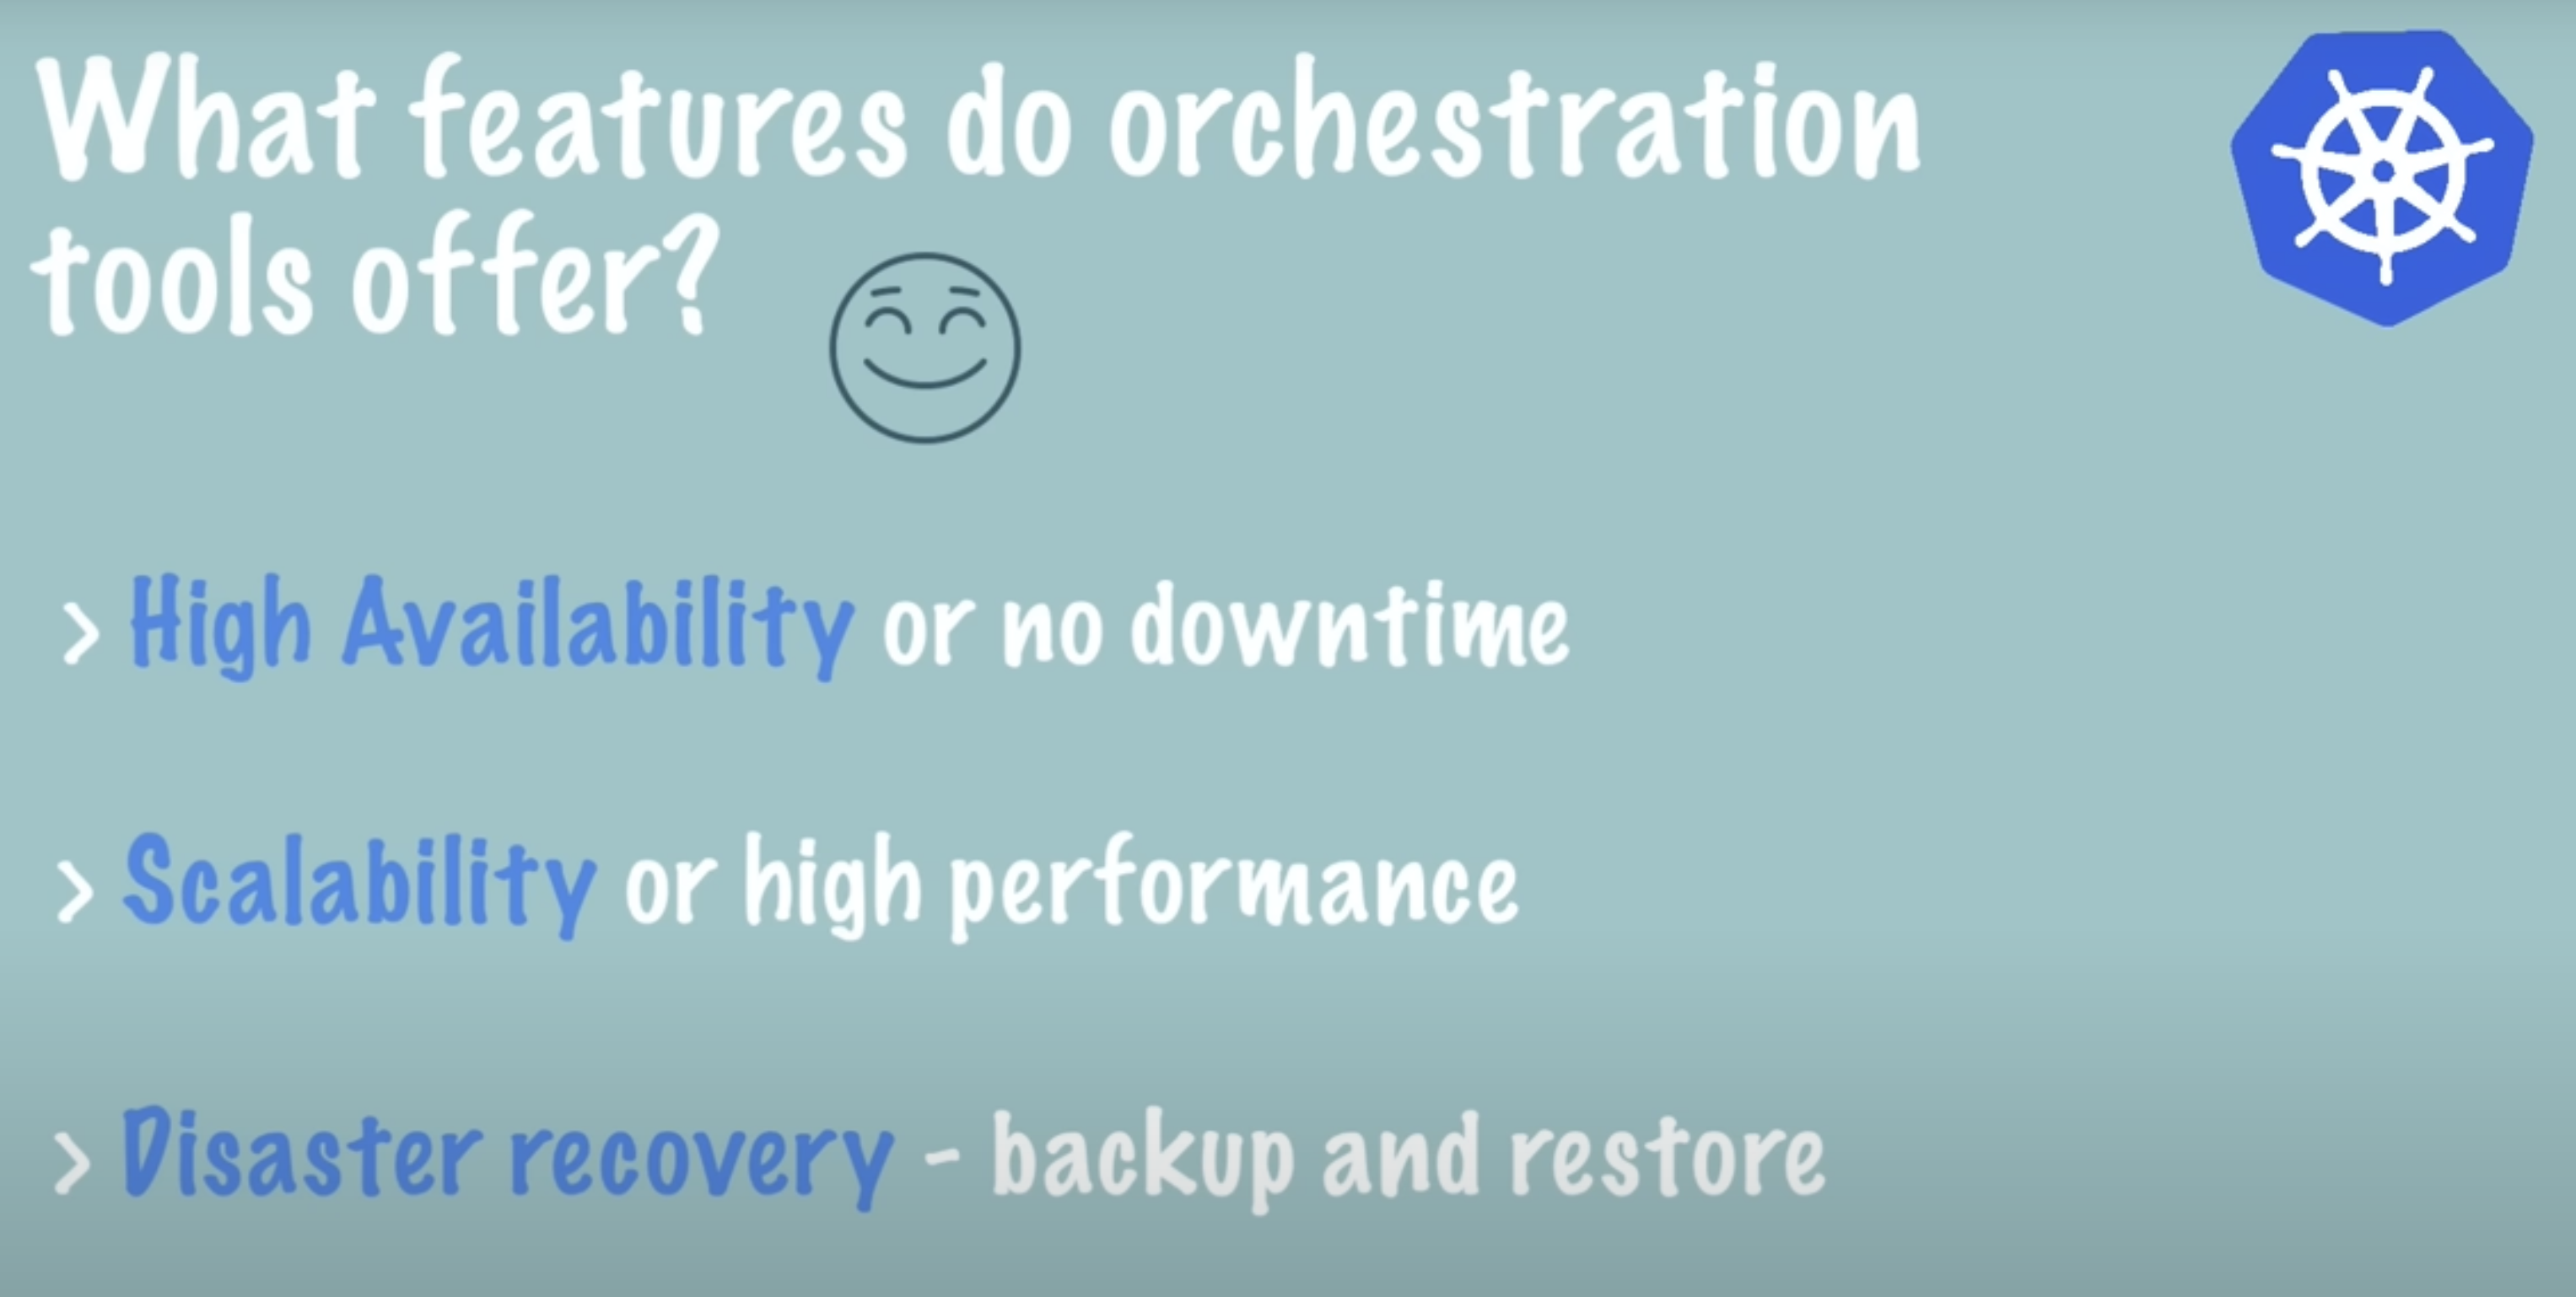 What features do orchestration
tools offer?
> High Availability or no downtime
> Scalability or high performance
> Disaster recovery - backup and restore